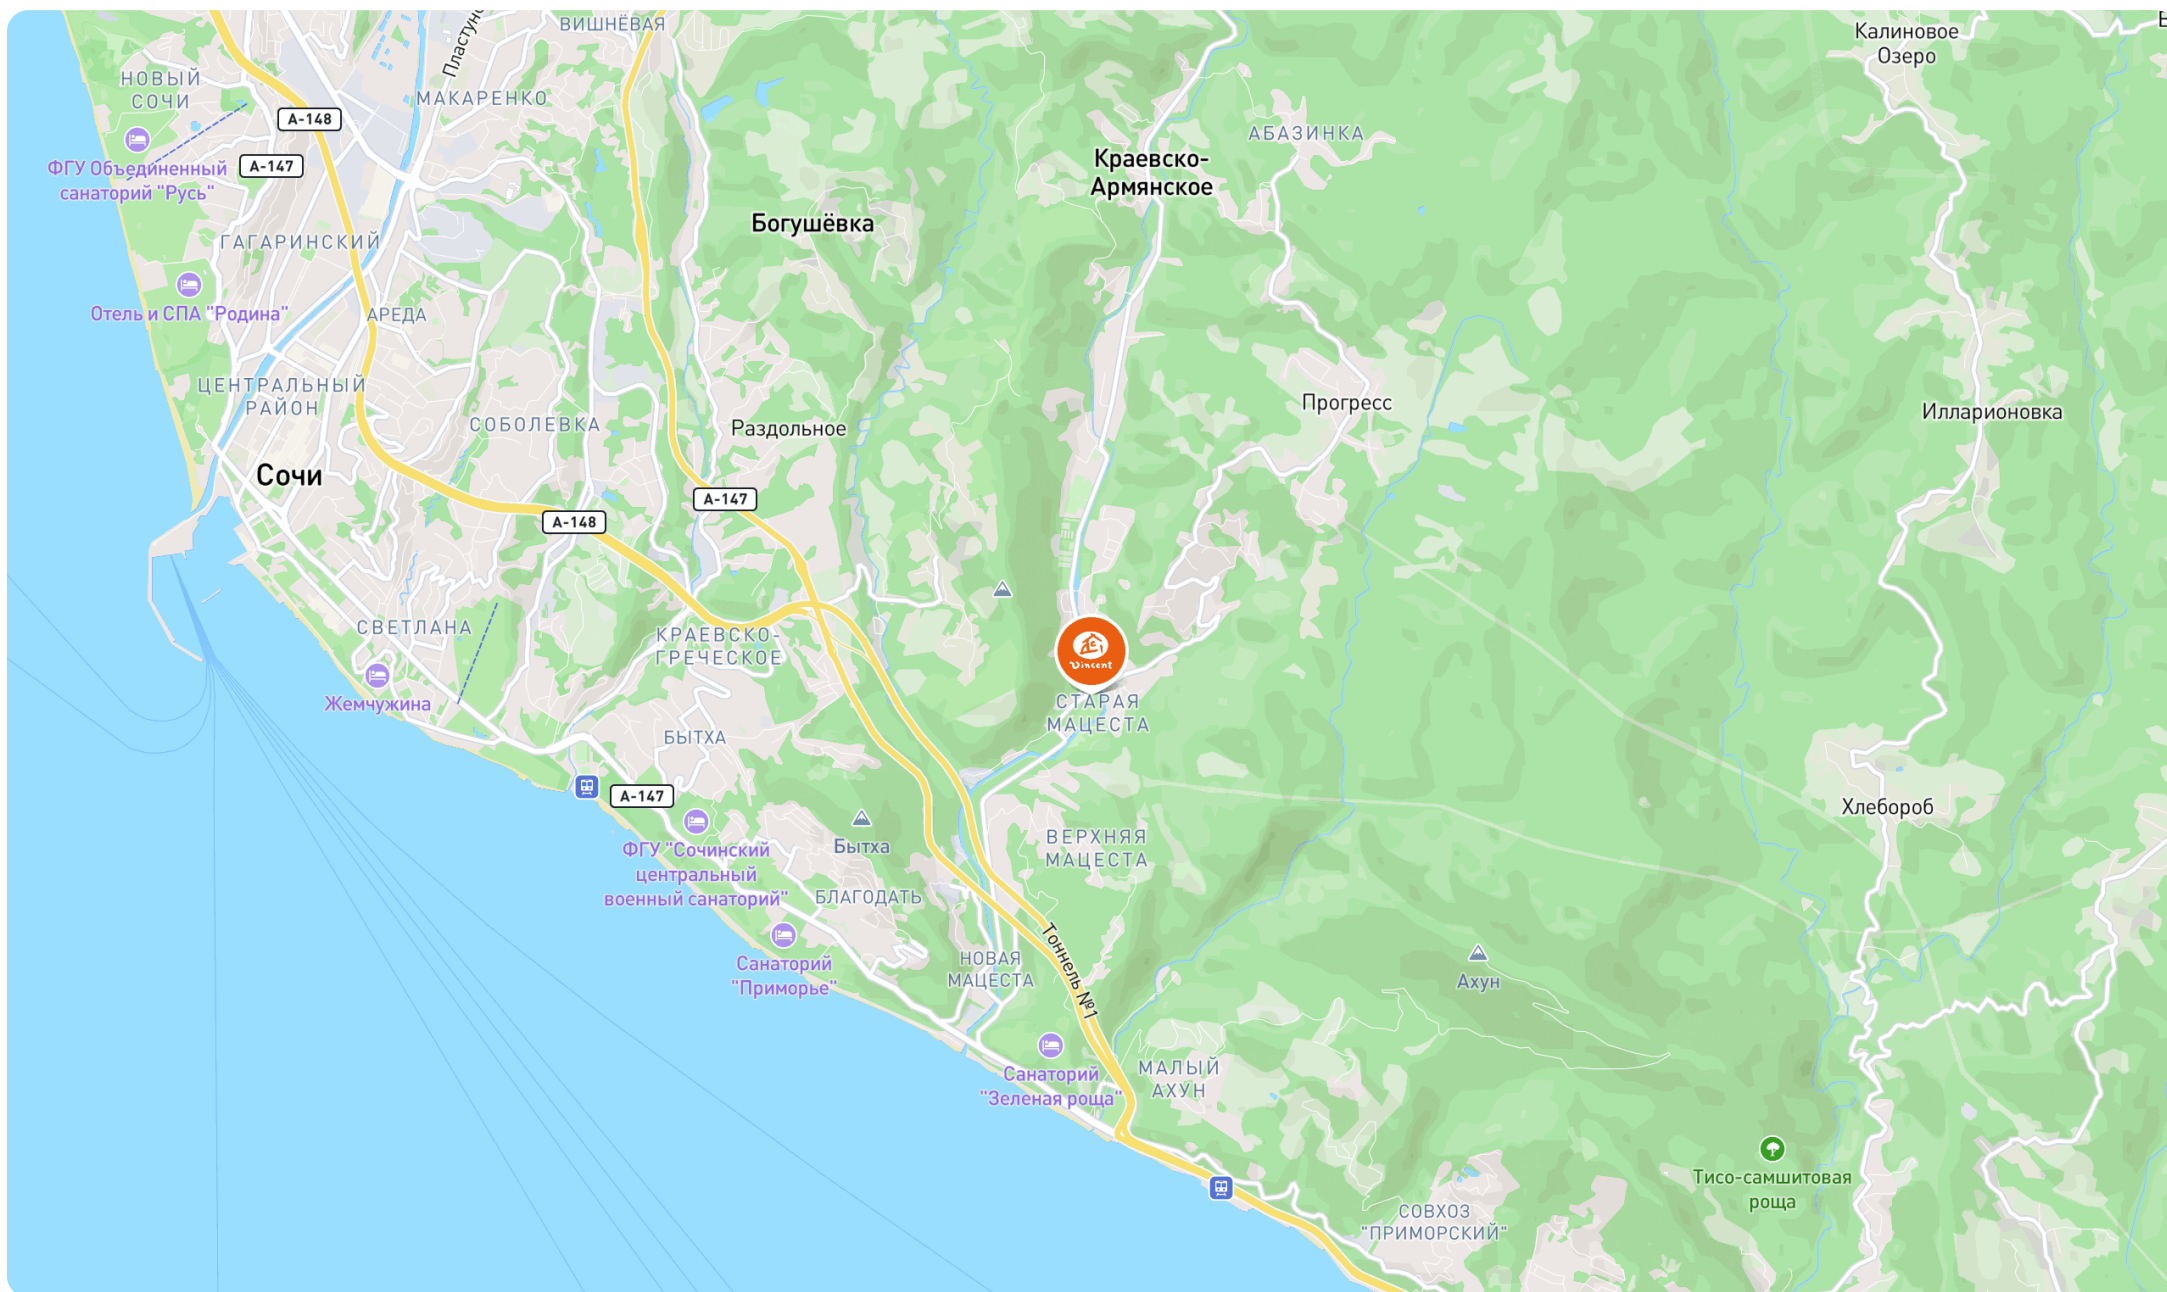 ВИШНЁВАЯ
Калиновое
Озеро
Пластунс
НОВЫЙ
СОЧИ
МАКАРЕНКО
А-148
АБАЗИНКА
Краевско-
Армянское
А-147
ФГУ Объединенный
санаторий "Русь"
Богушёвка
ГАГАРИНСКИЙ
Отель и СПА "Родина"
АРЕДА
ЦЕНТРАЛЬНЫЙ
РАЙОН
Прогресс
Илларионовка
СОБОЛЕВКА
Раздольное
Сочи
А-147
А-148
СВЕТЛАНА
КРАЕВСКО-
ГРЕЧЕСКОЕ
Vincent
Жемчужина
СТАРАЯ
МАЦЕСТА
БЫТХА
А-147
Хлебороб
Бытха
ВЕРХНЯЯ
МАЦЕСТА
ФГУ "Сочинский
центральный
военный санаторий"
БЛАГОДАТЬ
Тоннель №1
Санаторий
"Приморье"
НОВАЯ
МАЦЕСТА
Ахун
Санаторий
"Зеленая роща"
МАЛЫЙ
АХУН
Тисо-самшитовая
роща
СОВХОЗ
"ПРИМОРСКИЙ"